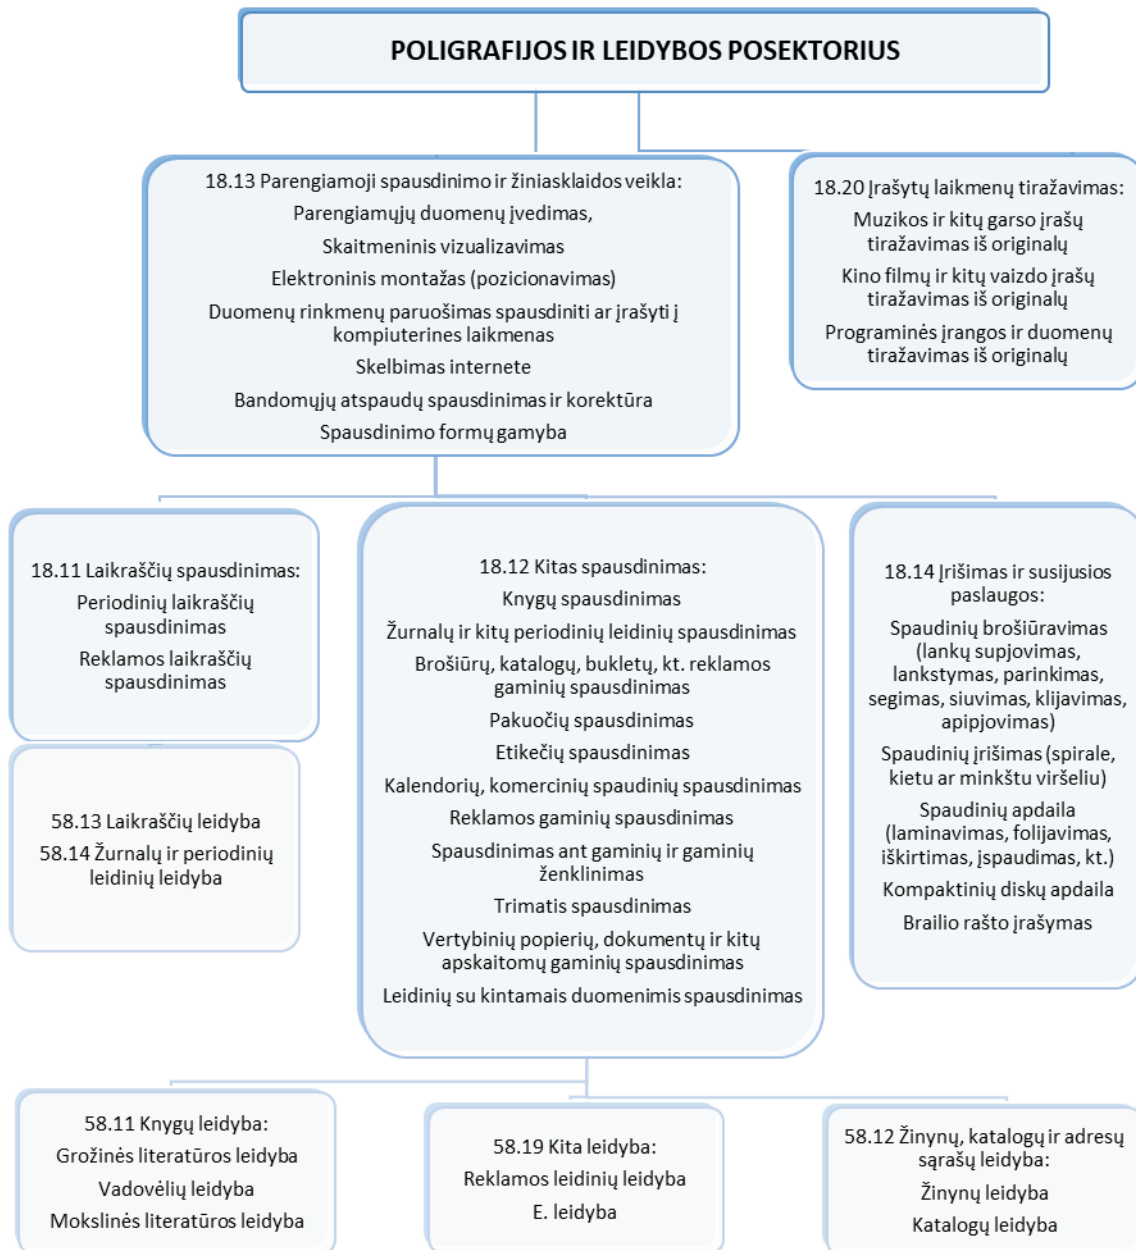 POLIGRAFIJOS IR LEIDYBOS POSEKTORIUS
18.13 Parengiamoji spausdinimo ir žiniasklaidos veikla:
Parengiamųjų duomenų įvedimas,
Skaitmeninis vizualizavimas
Elektroninis montažas (pozicionavimas)
Duomenų rinkmenų paruošimas spausdiniti ar įrašyti į
kompiuterines laikmenas
Skelbimas internete
Bandomųjų atspaudų spausdinimas ir korektūra
Spausdinimo formų gamyba
18.20 Įrašytų laikmenų tiražavimas:
Muzikos ir kitų garso įrašų
tiražavimas iš originalų
Kino filmų ir kitų vaizdo įrašų
tiražavimas iš originalų
Programinės įrangos ir duomenų
tiražavimas iš originalų
18.11 Laikraščių spausdinimas:
Periodinių laikraščių
spausdinimas
Reklamos laikraščių
spausdinimas
58.13 Laikraščių leidyba
58.14 Žurnalų ir periodinių
leidinių leidyba
18.12 Kitas spausdinimas:
Knygų spausdinimas
Žurnalų ir kitų periodinių leidinių spausdinimas
Brošiūrų, katalogų, bukletų, kt. reklamos
gaminių spausdinimas
Pakuočių spausdinimas
Etikečių spausdinimas
Kalendorių, komercinių spaudinių spausdinimas
Reklamos gaminių spausdinimas
Spausdinimas ant gaminių ir gaminių
ženklinimas
Trimatis spausdinimas
Vertybinių popierių, dokumentų ir kitų
apskaitomų gaminių spausdinimas
Leidinių su kintamais duomenimis spausdinimas
18.14 Įrišimas ir susijusios
paslaugos:
Spaudinių brošiūravimas
(lankų supjovimas,
lankstymas, parinkimas,
segimas, siuvimas, klijavimas,
apipjovimas)
Spaudinių įrišimas (spirale,
kietu ar minkštu viršeliu)
Spaudinių apdaila
(laminavimas, folijavimas,
iškirtimas, įspaudimas, kt.)
Kompaktinių diskų apdaila
Brailio rašto įrašymas
58.11 Knygų leidyba:
Grožinės literatūros leidyba
Vadovėlių leidyba
Mokslinės literatūros leidyba
58.19 Kita leidyba:
Reklamos leidinių leidyba
E. leidyba
58.12 Žinynų, katalogų ir adresų
sąrašų leidyba:
Žinynų leidyba
Katalogų leidyba